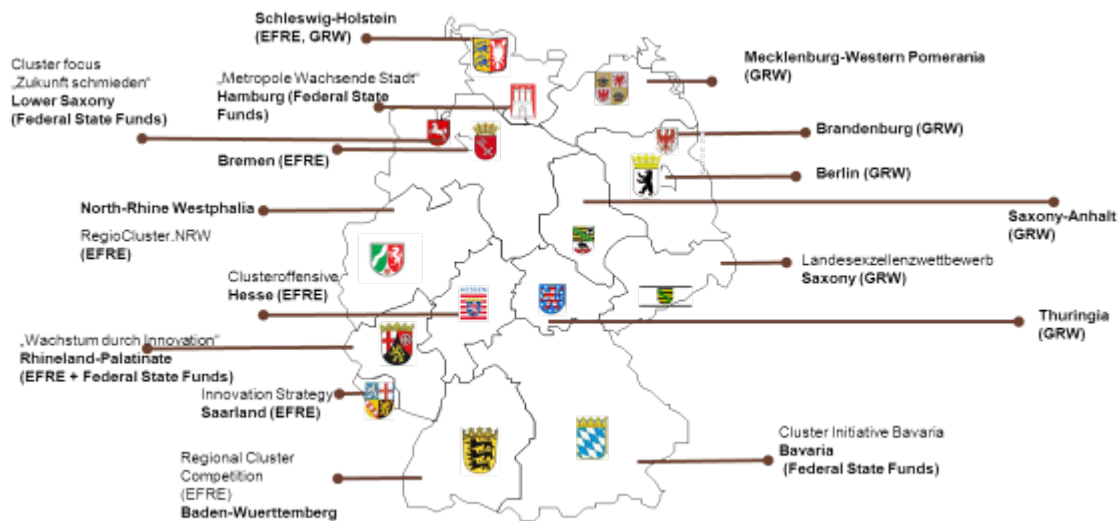 Schleswig-Holstein
(EFRE, GRW)
Cluster focus
„Zukunft schmieden"
Lower Saxony
(Federal State Funds)
„Metropole Wachsende Stadt"
Hamburg (Federal State
Funds)
Mecklenburg-Western Pomerania
(GRW)
Brandenburg (GRW)
Bremen (EFRE)
Berlin (GRW)
North-Rhine Westphalia
RegioCluster.NRW
(EFRE)
Saxony-Anhalt
(GRW)
Landesexzellenzwettbewerb
Saxony (GRW)
Clusteroffensive
Hesse (EFRE)
HESSEN
Thuringia
(GRW)
„Wachstum durch Innovation"
Rhineland-Palatinate
(EFRE + Federal State Funds)
Innovation Strategy
Saarland (EFRE)
Cluster Initiative Bavaria
Bavaria
(Federal State Funds)
Regional Cluster
Competition
(EFRE)
Baden-Wuerttemberg